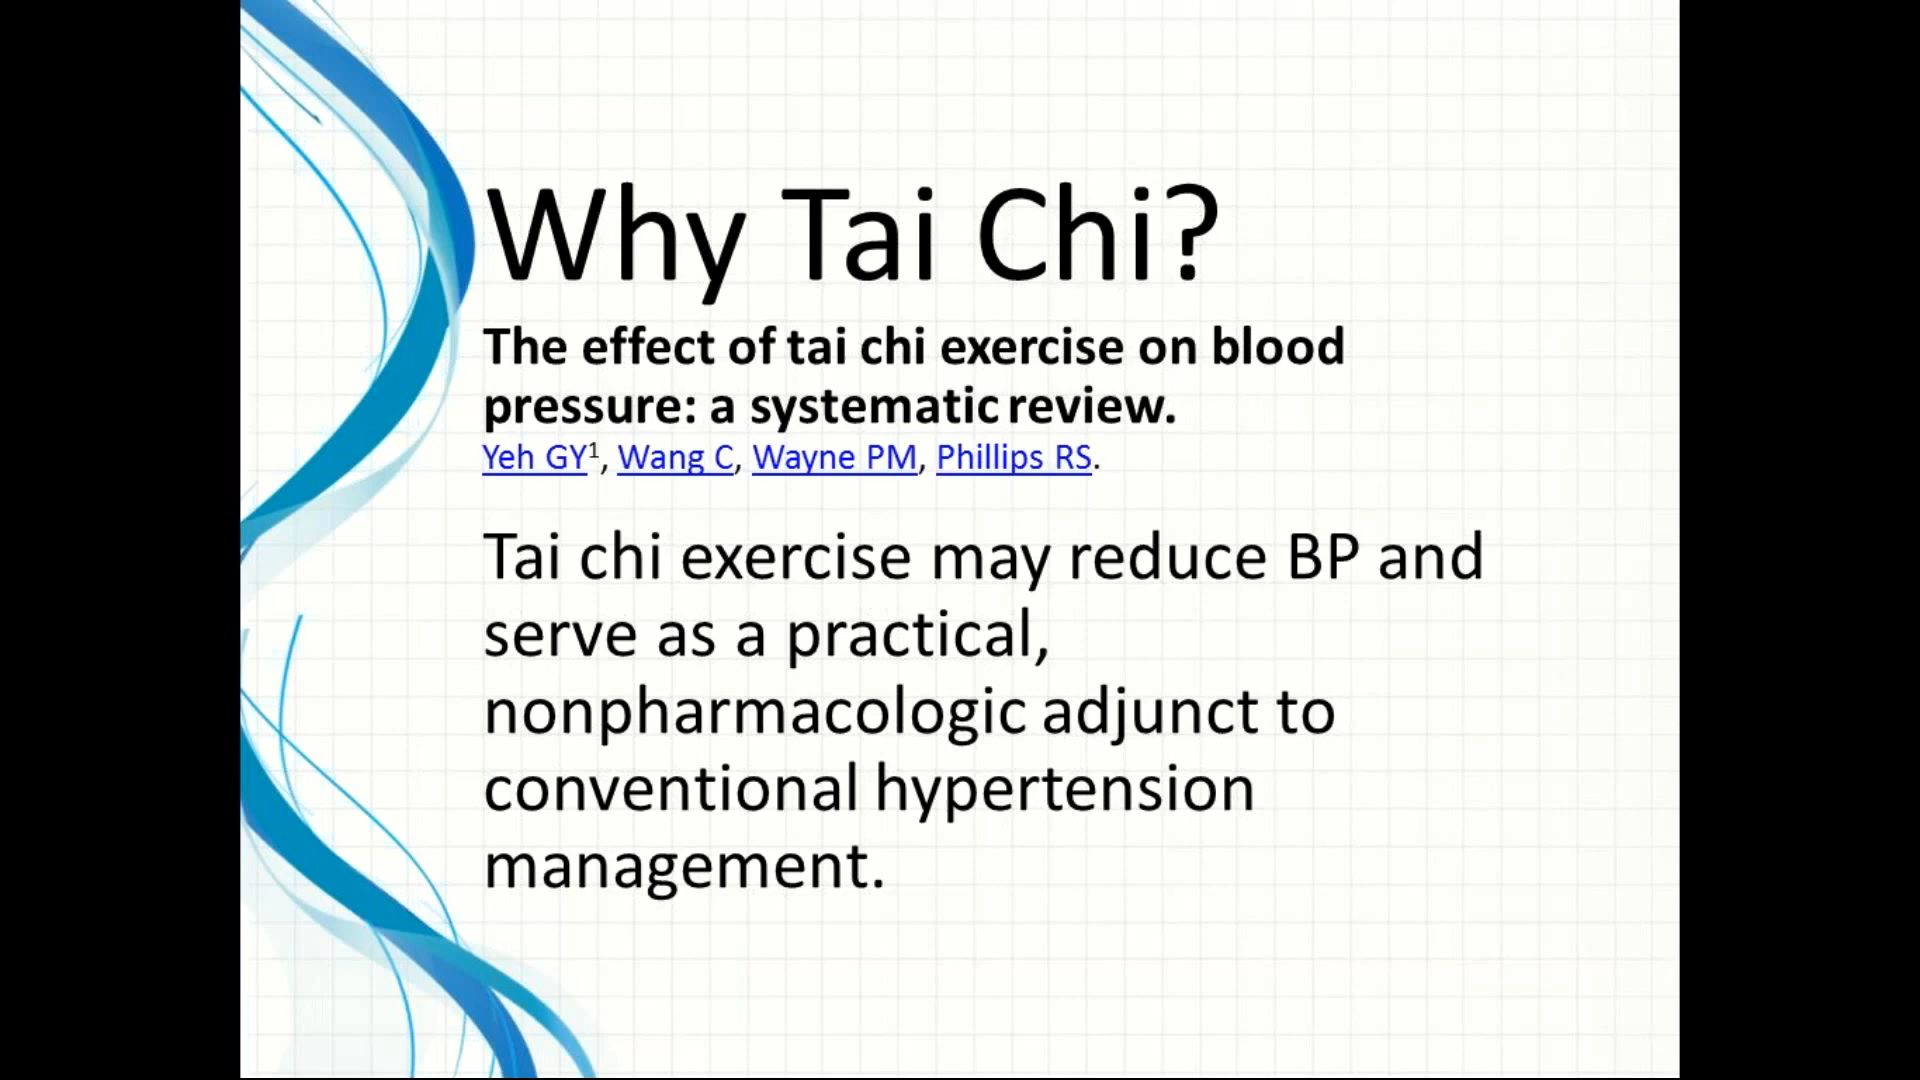 Why Tai Chi?
The effect of tai chi exercise on blood
pressure: a systematic review.
Yeh GY¹, Wang C, Wayne PM, Phillips RS.
Tai chi exercise may reduce BP and
serve as a practical,
nonpharmacologic adjunct to
conventional hypertension
management.